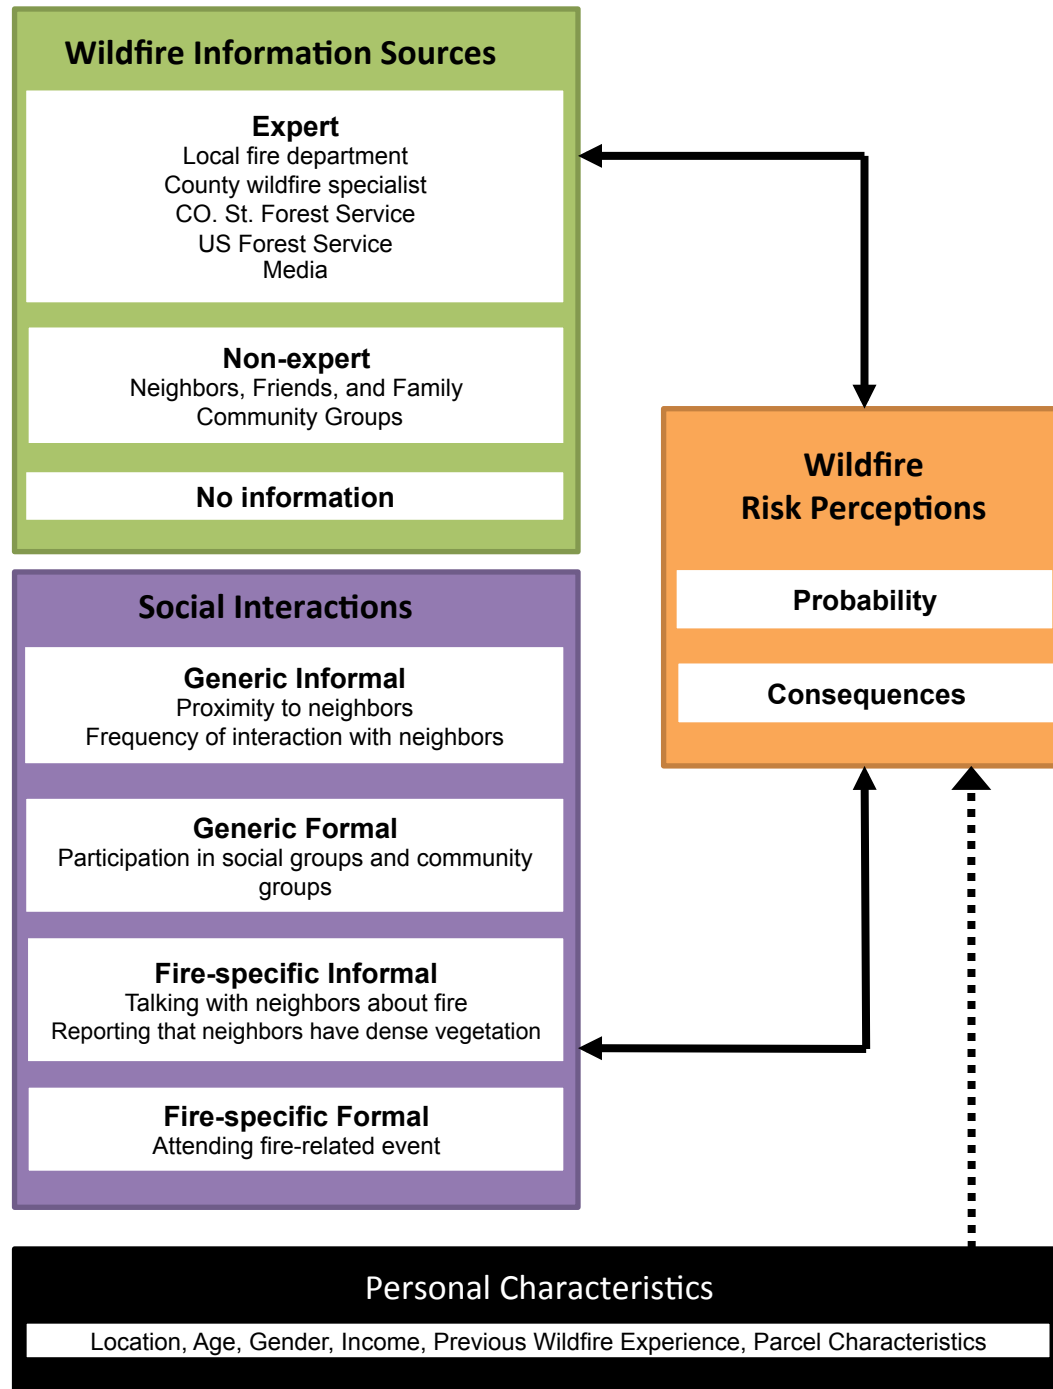 Wildfire Information Sources
Expert
Local fire department
County wildfire specialist
CO. St. Forest Service
US Forest Service
Media
Non-expert
Neighbors, Friends, and Family
Community Groups
No information
Wildfire
Risk Perceptions
Probability
Consequences
Social Interactions
Generic Informal
Proximity to neighbors
Frequency of interaction with neighbors
Generic Formal
Participation in social groups and community
groups
Fire-specific Informal
Talking with neighbors about fire
Reporting that neighbors have dense vegetation
Fire-specific Formal
Attending fire-related event
Personal Characteristics
Location, Age, Gender, Income, Previous Wildfire Experience, Parcel Characteristics